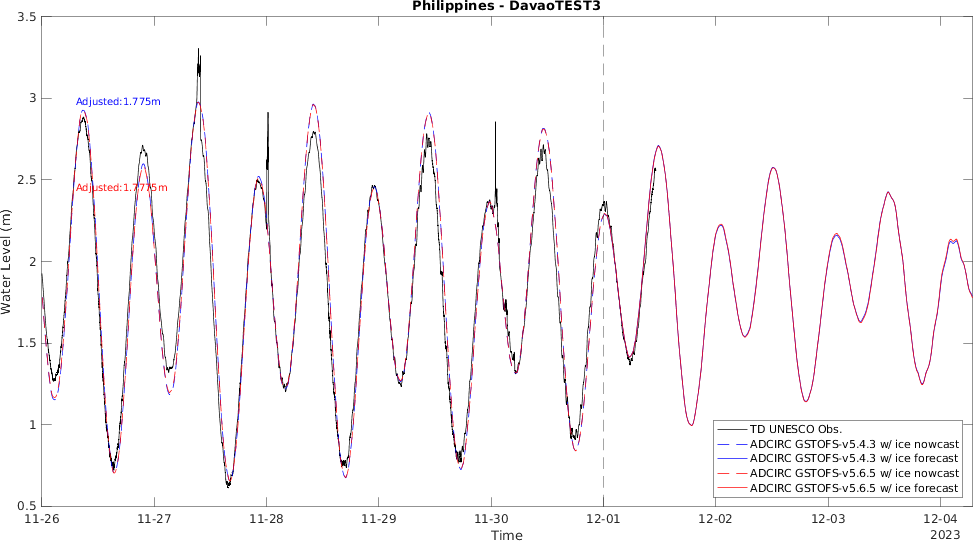 Philippines - DavaoTEST3
3.5
3
2.5
2
1.5
1
0.5
Water Level (m)
Adjusted:1.775m
Adjusted:1.7775m
TD UNESCO Obs.
ADCIRC GSTOFS-v5.4.3 w/ ice nowcast
ADCIRC GSTOFS-v5.4.3 w/ ice forecast
ADCIRC GSTOFS-v5.6.5 w/ ice nowcast
ADCIRC GSTOFS-v5.6.5 w/ ice forecast
11-26 11-27 11-28 11-29 11-30 12-01 12-02 12-03 12-04
Time
2023